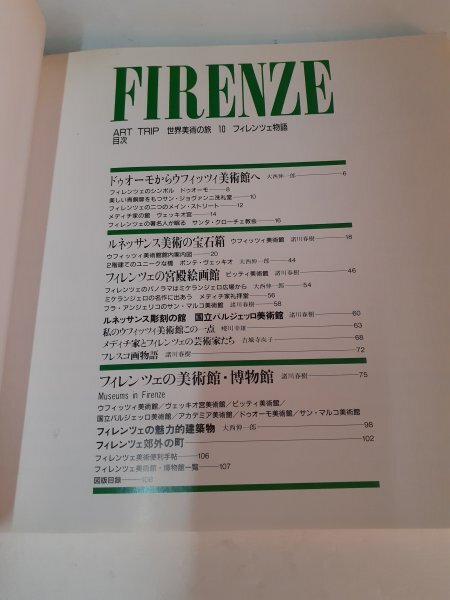 FIRENZE
ART TRIP 世界美術の旅 10 フィレンツェ物語
目次
ドゥオーモからウフィッツィ美術館へ 大西伸一郎 6
フィレンツェのシンボル ドゥオーモ 8
美しい青銅扉をもつサン・ジョヴァンニ洗礼堂 10
フィレンツェの二つのメイン・ストリート 12
メディチ家の館 ヴェッキオ宮 14
フィレンツェの著名人が眠る サンタ・クローチェ教会 16
ルネッサンス美術の宝石箱 ウフィッツィ美術館 諸川春樹 18
ウフィッツィ美術館館内案内図 20
2階建てのユニークな橋 ポンテ・ヴェッキオ 大西伸一郎 44
フィレンツェの宮殿絵画館 ピッティ美術館 諸川春樹 46
フィレンツェのパノラマはミケランジェロ広場から 大西伸一郎 54
ミケランジェロの名作に出あう メディチ家礼拝堂 56
フラ・アンジェリコのサン・マルコ美術館 諸川春樹 58
ルネッサンス彫刻の館 国立バルジェッロ美術館 諸川春樹 60
私のウフィッツィ美術館この一点 蜷川幸雄 63
メディチ家とフィレンツェの芸術家たち 68
フレスコ画物語 諸川春樹 72
フィレンツェの美術館・博物館 諸川春樹 75
Museums in Firenze
ウフィッツィ美術館/ヴェッキオ宮美術館/ピッティ美術館/
国立バルジェッロ美術館/アカデミア美術館/ドゥオーモ美術館/サン・マルコ美術館
フィレンツェの魅力的建築物 大西伸一郎 98
フィレンツェ郊外の町 102
フィレンツェ美術便利手帖 106
フィレンツェ美術館・博物館一覧 107
図版目録 108